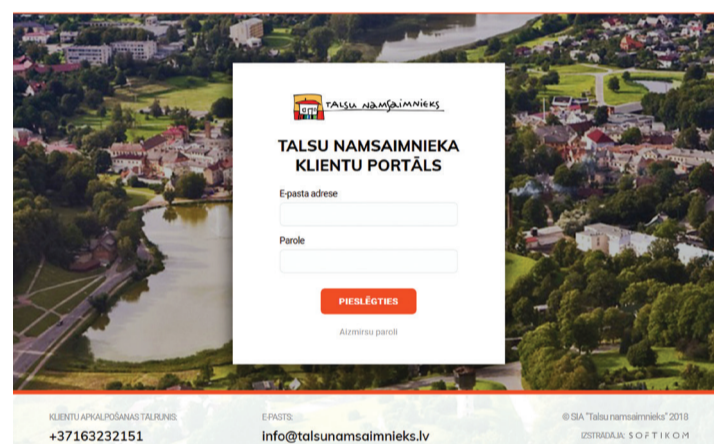 TALSU NAMSAIMNIEKS
TALSU NAMSAIMNIEKA
KLIENTU PORTĀLS
E-pasta adrese
Parole
PIESLĒGTIES
Aizmirsu paroli
KLIENTU APKALPOŠANAS TALRUNIS:
+37163232151
E-PASTS:
info@talsunamsaimnieks.lv
© SIA "Talsu namsaimnieks" 2018
IZSTRĀDĀJA: SOFTIKOM